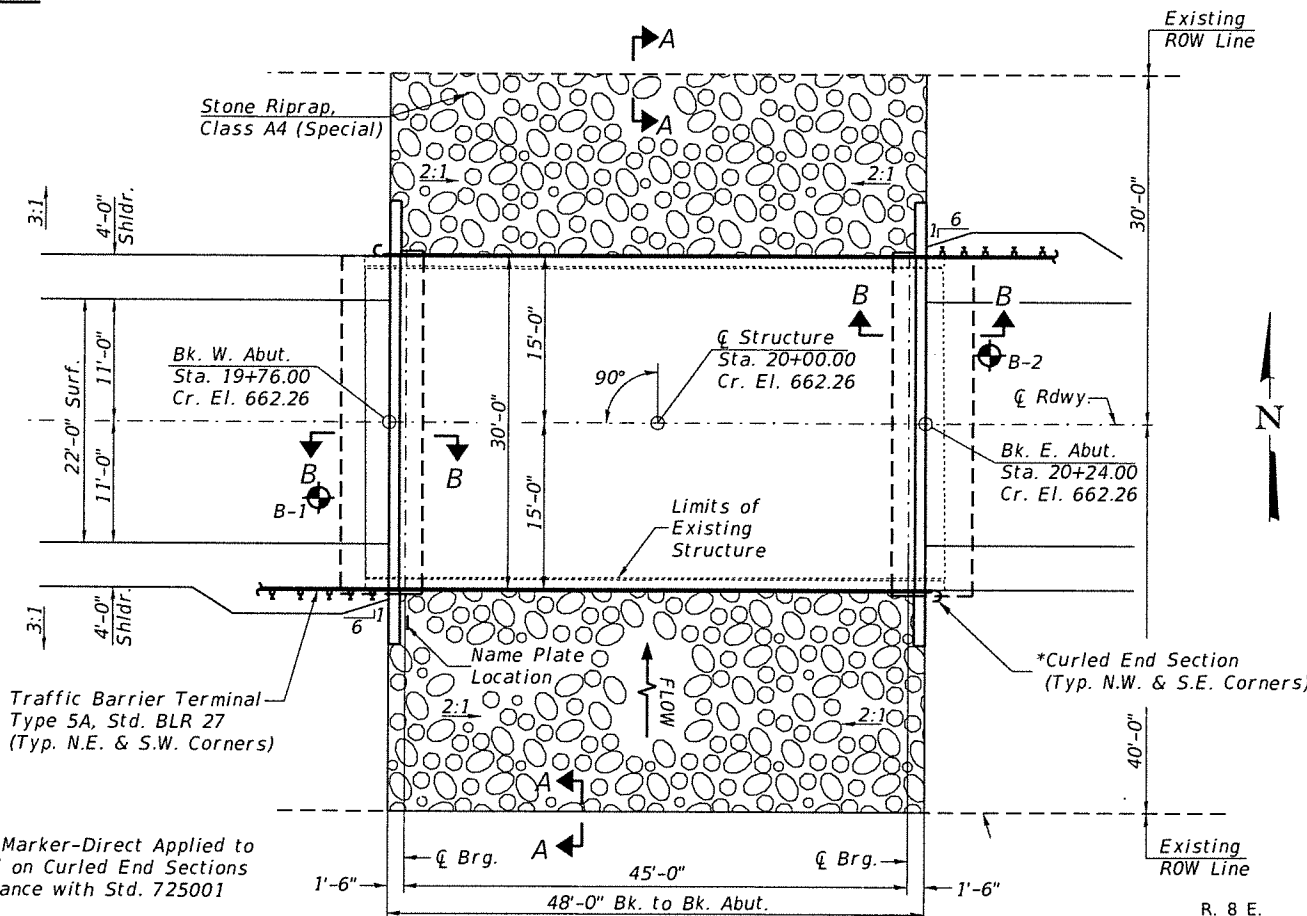 A
Existing
ROW Line
Stone Riprap,
Class A4 (Special)
A
2:1
2:1
3:1
4'-0"
Shldr.
30'-0"
1
6
B
B
15'-0"
℄ Structure
Sta. 20+00.00
Cr. El. 662.26
B-2
Bk. W. Abut.
Sta. 19+76.00
Cr. El. 662.26
90°
℄ Rdwy.
N
22'-0" Surf.
11'-0"
11'-0"
30'-0"
B
B
B-1
15'-0"
Limits of
Existing
Structure
Bk. E. Abut.
Sta. 20+24.00
Cr. El. 662.26
3:1
4'-0"
Shldr.
6
1
Name Plate
Location
FLOW
*Curled End Section
(Typ. N.W. & S.E. Corners)
Traffic Barrier Terminal
Type 5A, Std. BLR 27
(Typ. N.E. & S.W. Corners)
2:1
2:1
40'-0"
A
A
Marker-Direct Applied to
on Curled End Sections
ance with Std. 725001
℄ Brg.
℄ Brg.
Existing
ROW Line
1'-6"
45'-0"
1'-6"
48'-0" Bk. to Bk. Abut.
R. 8 E.